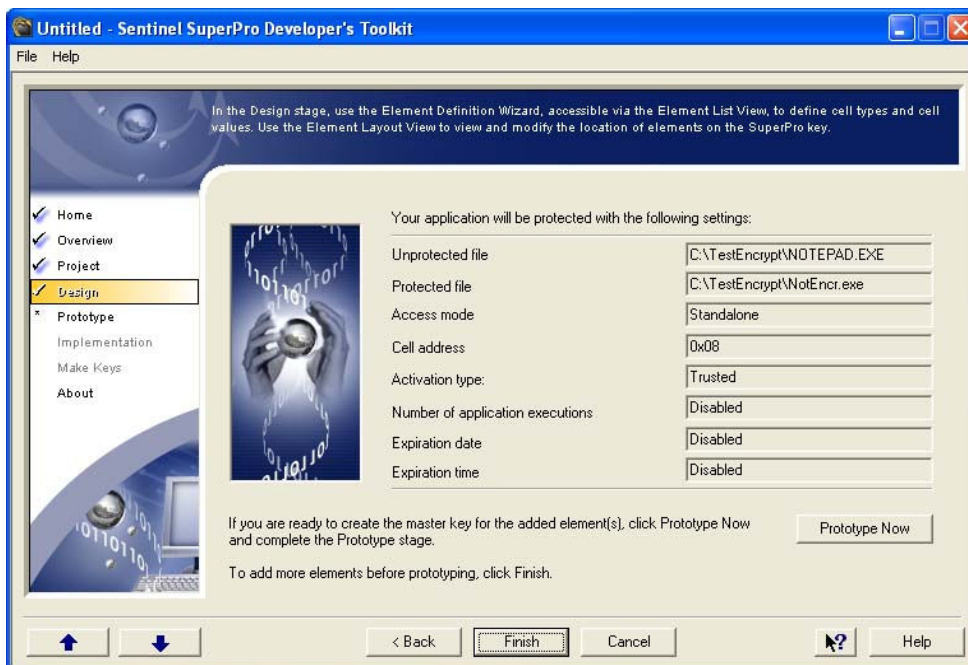 Untitled - Sentinel SuperPro Developer's Toolkit
File Help
In the Design stage, use the Element Definition Wizard, accessible via the Element List View, to define cell types and cell
values. Use the Element Layout View to view and modify the location of elements on the SuperPro key.
Home
Overview
Project
Design
Prototype
Implementation
Make Keys
About
Your application will be protected with the following settings:
Unprotected file C:\TestEncrypt\NOTEPAD.EXE
Protected file C:\TestEncrypt\NotEncr.exe
Access mode Standalone
Cell address 0x08
Activation type: Trusted
Number of application executions Disabled
Expiration date Disabled
Expiration time Disabled
If you are ready to create the master key for the added element(s), click Prototype Now
and complete the Prototype stage.
Prototype Now
To add more elements before prototyping, click Finish.
< Back Finish Cancel Help